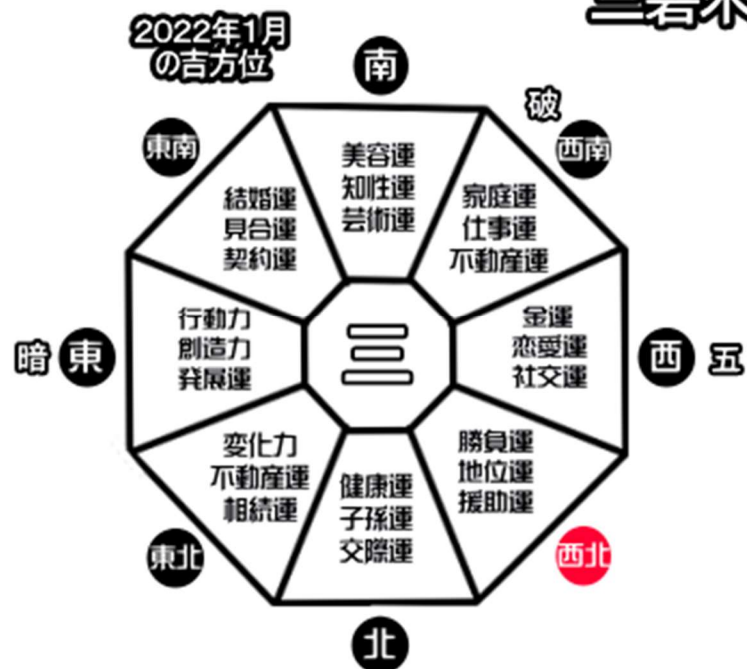 三碧木
2022年1月
の吉方位
南
破
東南
西南
美容運
知性運
芸術運
結婚運
見合運
契約運
家庭運
仕事運
不動産運
暗
東
行動力
創造力
発展運
三
金運
恋愛運
社交運
西
五
変化力
不動産運
相続運
健康運
子孫運
交際運
勝負運
地位運
援助運
東北
西北
北